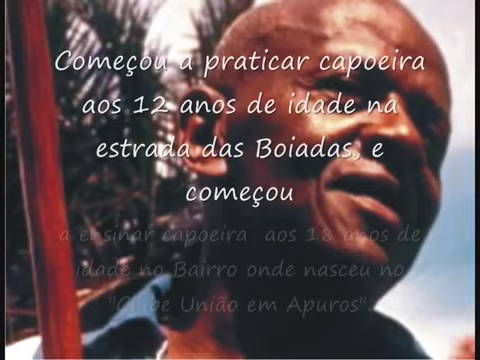 Começou a praticar capoeira
aos 12 anos de idade na
estrada das Boiadas, e
começou
a ensinar capoeira aos 18 anos de
idade no Bairro onde nasceu no
"Clube União em Apuros".